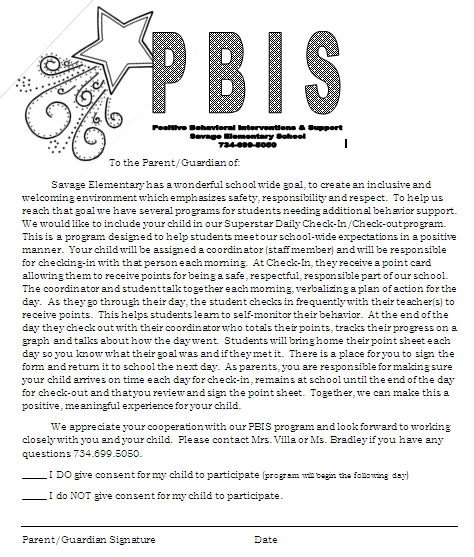 PBIS
Positive Behavioral Interventions & Support
Savage Elementary School
734-699-5050
To the Parent/Guardian of:
Savage Elementary has a wonderful school wide goal, to create an inclusive and
welcoming environment which emphasizes safety, responsibility and respect. To help us
reach that goal we have several programs for students needing additional behavior support.
We would like to include your child in our Superstar Daily Check-In/Check-out program.
This is a program designed to help students meet our school-wide expectations in a positive
manner. Your child will be assigned a coordinator (staff member) and will be responsible
for checking-in with that person each morning. At Check-In, they receive a point card
allowing them to receive points for being a safe, respectful, responsible part of our school.
The coordinator and student talk together each morning, verbalizing a plan of action for the
day. As they go through their day, the student checks in frequently with their teacher(s) to
receive points. This helps students learn to self-monitor their behavior. At the end of the
day they check out with their coordinator who totals their points, tracks their progress on a
graph and talks about how the day went. Students will bring home their point sheet each
day so you know what their goal was and if they met it. There is a place for you to sign the
form and return it to school the next day. As parents, you are responsible for making sure
your child arrives on time each day for check-in, remains at school until the end of the day
for check-out and that you review and sign the point sheet. Together, we can make this a
positive, meaningful experience for your child.
We appreciate your cooperation with our PBIS program and look forward to working
closely with you and your child. Please contact Mrs. Villa or Ms. Bradley if you have any
questions 734.699.5050.
_____ I DO give consent for my child to participate (program will begin the following day)
_____ I do NOT give consent for my child to participate.
Parent/Guardian Signature Date